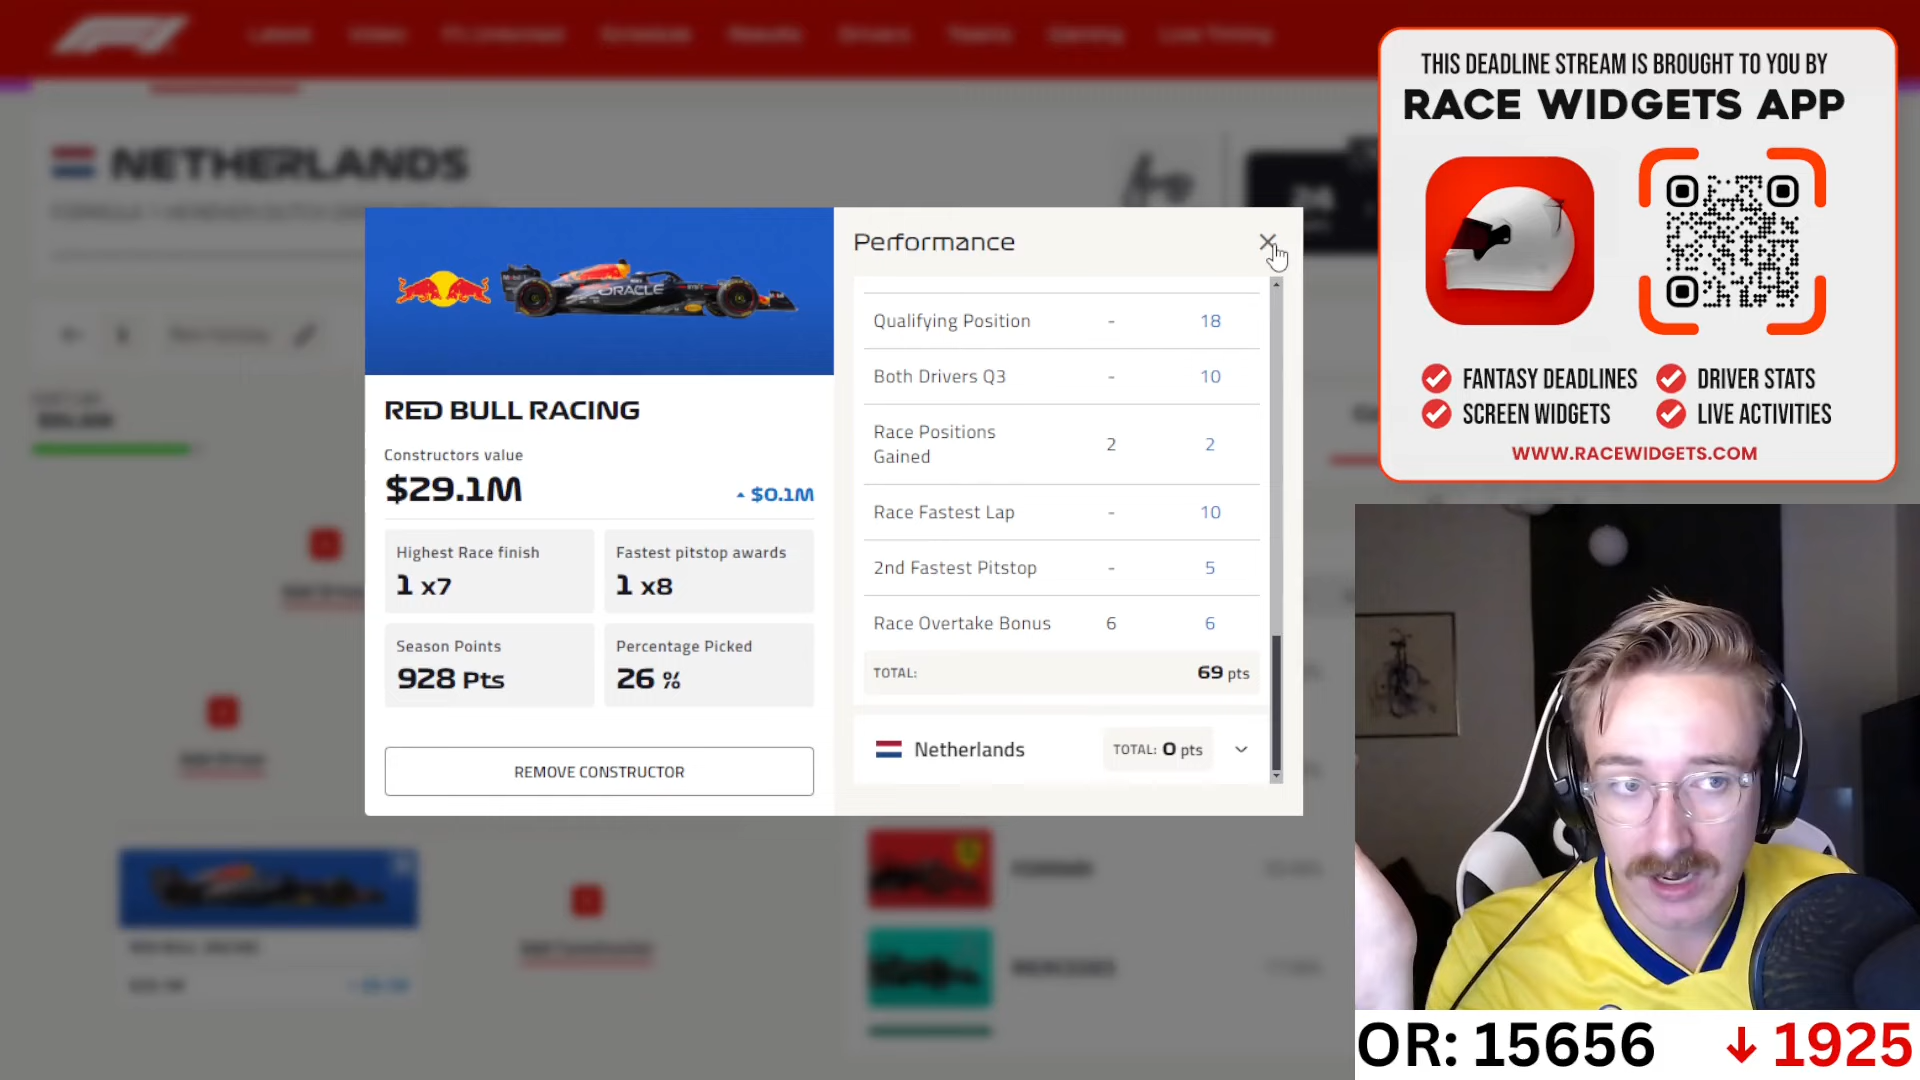 THIS DEADLINE STREAM IS BROUGHT TO YOU BY
RACE WIDGETS APP
FANTASY DEADLINES
DRIVER STATS
SCREEN WIDGETS
LIVE ACTIVITIES
WWW.RACEWIDGETS.COM
NETHERLANDS
ORACLE
RED BULL RACING
Constructors value
$29.1M
$0.1M
Highest Race finish
1 x7
Fastest pitstop awards
1 x8
Season Points
928 Pts
Percentage Picked
26 %
REMOVE CONSTRUCTOR
Performance
Qualifying Position - 18
Both Drivers Q3 - 10
Race Positions Gained 2 2
Race Fastest Lap - 10
2nd Fastest Pitstop - 5
Race Overtake Bonus 6 6
TOTAL: 69 pts
Netherlands TOTAL: 0 pts
FERRARI
MERCEDES
OR: 15656 ↓ 1925